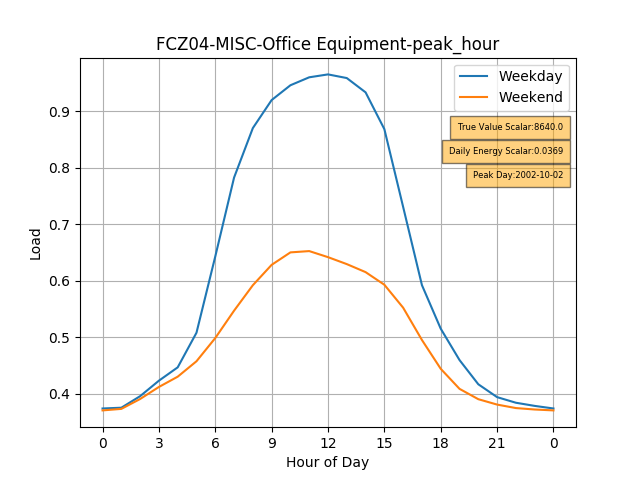 FCZ04-MISC-Office Equipment-peak_hour
Weekday
Weekend
True Value Scalar:8640.0
Daily Energy Scalar:0.0369
Peak Day:2002-10-02
Load
0.9
0.8
0.7
0.6
0.5
0.4
0 3 6 9 12 15 18 21 0
Hour of Day